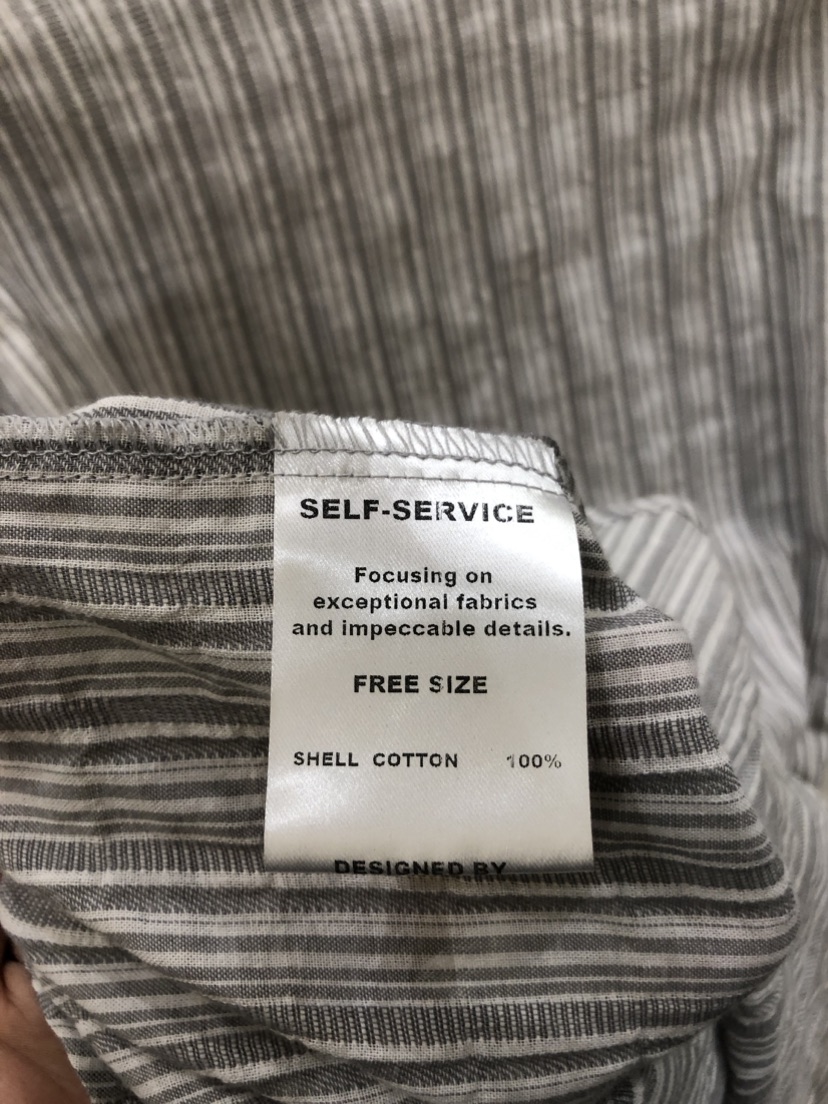 SELF-SERVICE
Focusing on
exceptional fabrics
and impeccable details.
FREE SIZE
SHELL COTTON 100%
DESIGNED BY